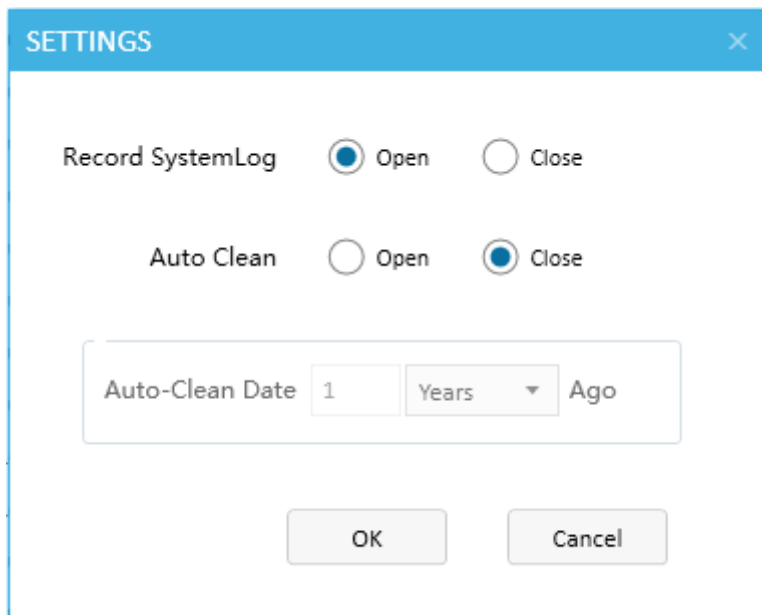 SETTINGS
Record SystemLog Open Close
Auto Clean Open Close
Auto-Clean Date 1 Years Ago
OK Cancel